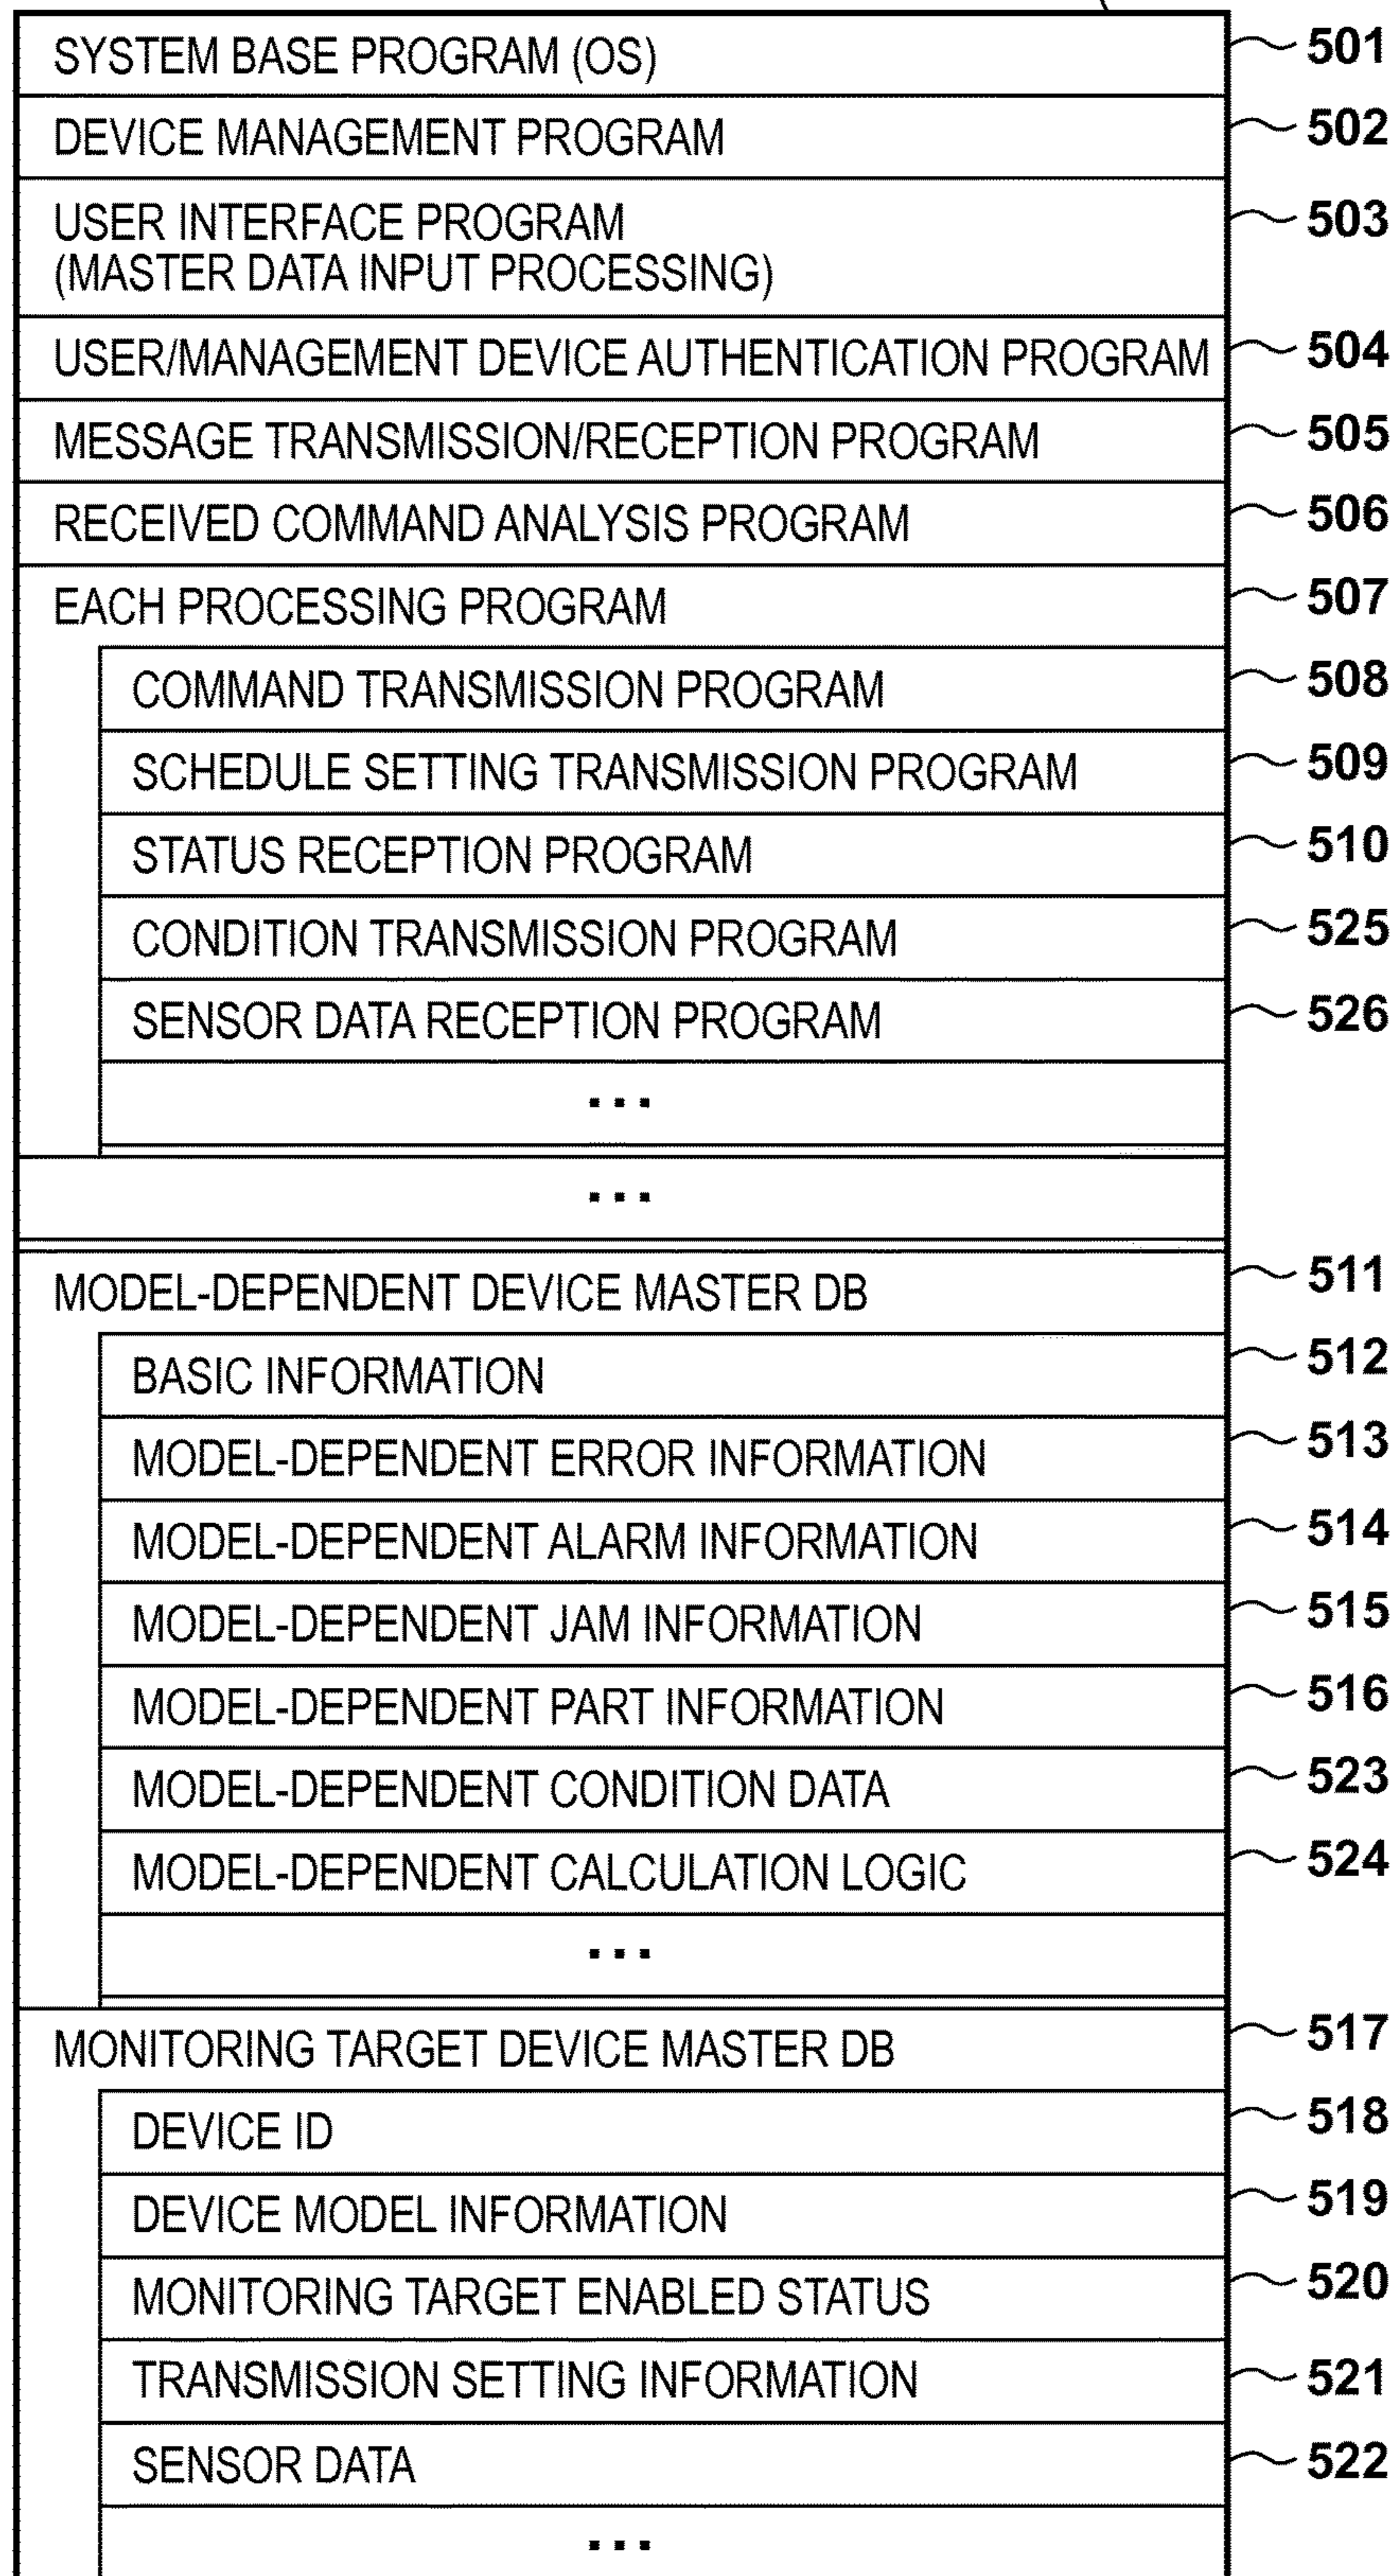 SYSTEM BASE PROGRAM (OS) 501
DEVICE MANAGEMENT PROGRAM 502
USER INTERFACE PROGRAM 503
(MASTER DATA INPUT PROCESSING)
USER/MANAGEMENT DEVICE AUTHENTICATION PROGRAM 504
MESSAGE TRANSMISSION/RECEPTION PROGRAM 505
RECEIVED COMMAND ANALYSIS PROGRAM 506
EACH PROCESSING PROGRAM 507
COMMAND TRANSMISSION PROGRAM 508
SCHEDULE SETTING TRANSMISSION PROGRAM 509
STATUS RECEPTION PROGRAM 510
CONDITION TRANSMISSION PROGRAM 525
SENSOR DATA RECEPTION PROGRAM 526
...
...
MODEL-DEPENDENT DEVICE MASTER DB 511
BASIC INFORMATION 512
MODEL-DEPENDENT ERROR INFORMATION 513
MODEL-DEPENDENT ALARM INFORMATION 514
MODEL-DEPENDENT JAM INFORMATION 515
MODEL-DEPENDENT PART INFORMATION 516
MODEL-DEPENDENT CONDITION DATA 523
MODEL-DEPENDENT CALCULATION LOGIC 524
...
MONITORING TARGET DEVICE MASTER DB 517
DEVICE ID 518
DEVICE MODEL INFORMATION 519
MONITORING TARGET ENABLED STATUS 520
TRANSMISSION SETTING INFORMATION 521
SENSOR DATA 522
...